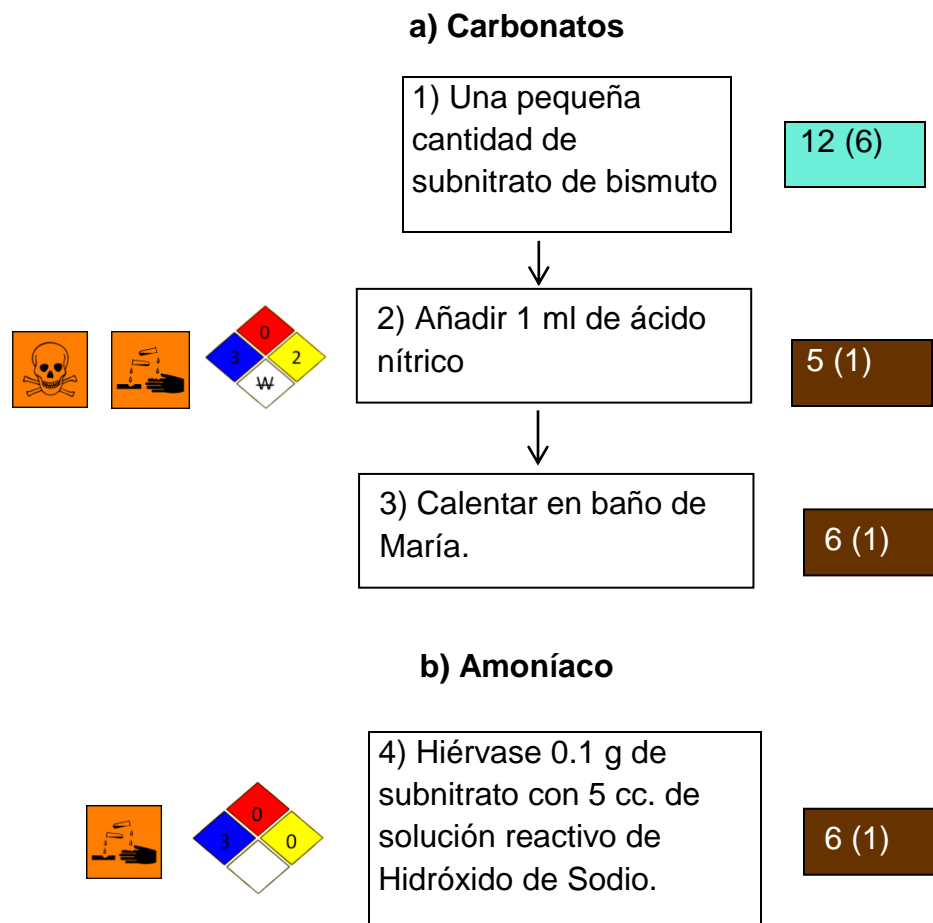 a) Carbonatos
1) Una pequeña
cantidad de
subnitrato de bismuto
12 (6)
2) Añadir 1 ml de ácido
nítrico
0
3
2
W
5 (1)
3) Calentar en baño de
María.
6 (1)
b) Amoníaco
4) Hiérvase 0.1 g de
subnitrato con 5 cc. de
solución reactivo de
Hidróxido de Sodio.
0
3
0
6 (1)